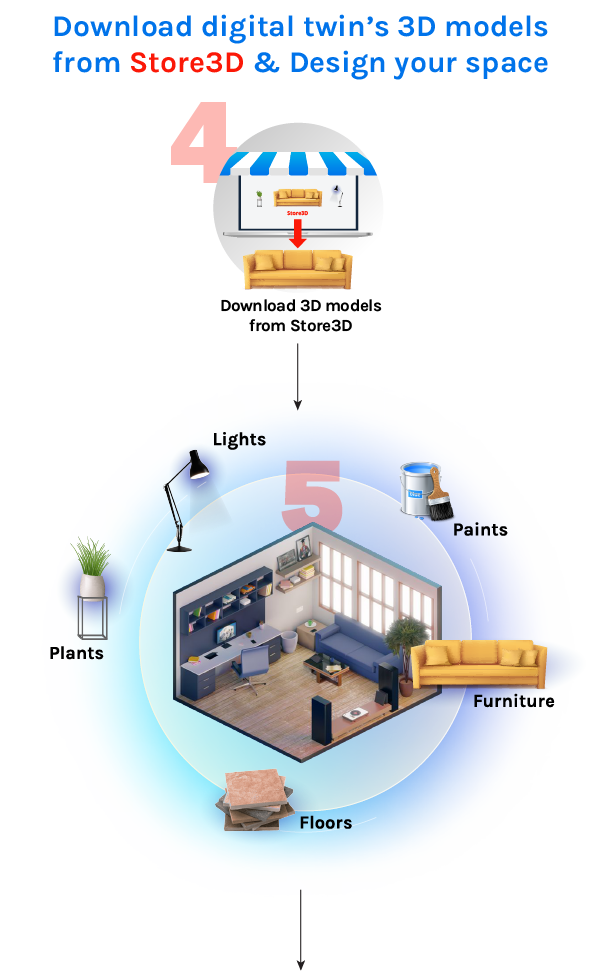 Download digital twin’s 3D models
from Store3D & Design your space
4
Store3D
Download 3D models
from Store3D
Lights
5
Blue
Paints
Plants
Furniture
Floors